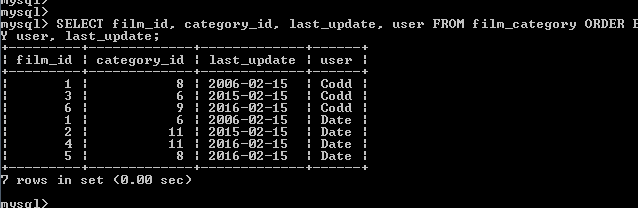 mysql>
mysql>
mysql> SELECT film_id, category_id, last_update, user FROM film_category ORDER B
Y user, last_update;
+---------+-------------+-------------+------+
| film_id | category_id | last_update | user |
+---------+-------------+-------------+------+
|       1 |           8 | 2006-02-15  | Codd |
|       3 |           6 | 2015-02-15  | Codd |
|       6 |           9 | 2016-02-15  | Codd |
|       1 |           6 | 2006-02-15  | Date |
|       2 |          11 | 2015-02-15  | Date |
|       4 |          11 | 2016-02-15  | Date |
|       5 |           8 | 2016-02-15  | Date |
+---------+-------------+-------------+------+
7 rows in set (0.00 sec)
mysql>